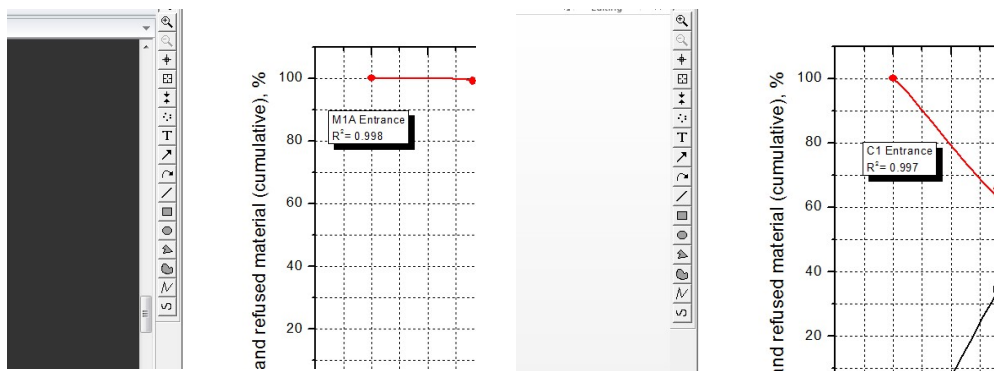 and refused material (cumulative), %
100
80
60
40
20
M1A Entrance
R²= 0.998
T
and refused material (cumulative), %
100
80
60
40
20
C1 Entrance
R²= 0.997
T